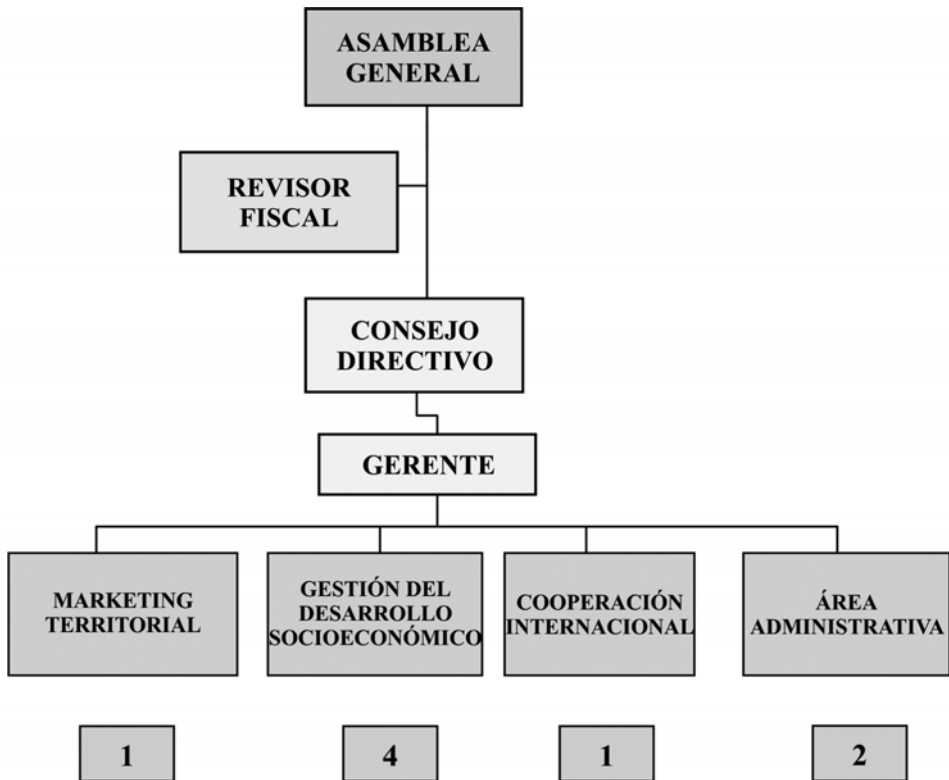 ASAMBLEA
GENERAL
REVISOR
FISCAL
CONSEJO
DIRECTIVO
GERENTE
MARKETING
TERRITORIAL
GESTIÓN DEL
DESARROLLO
SOCIOECONÓMICO
COOPERACIÓN
INTERNACIONAL
ÁREA
ADMINISTRATIVA
1
4
1
2